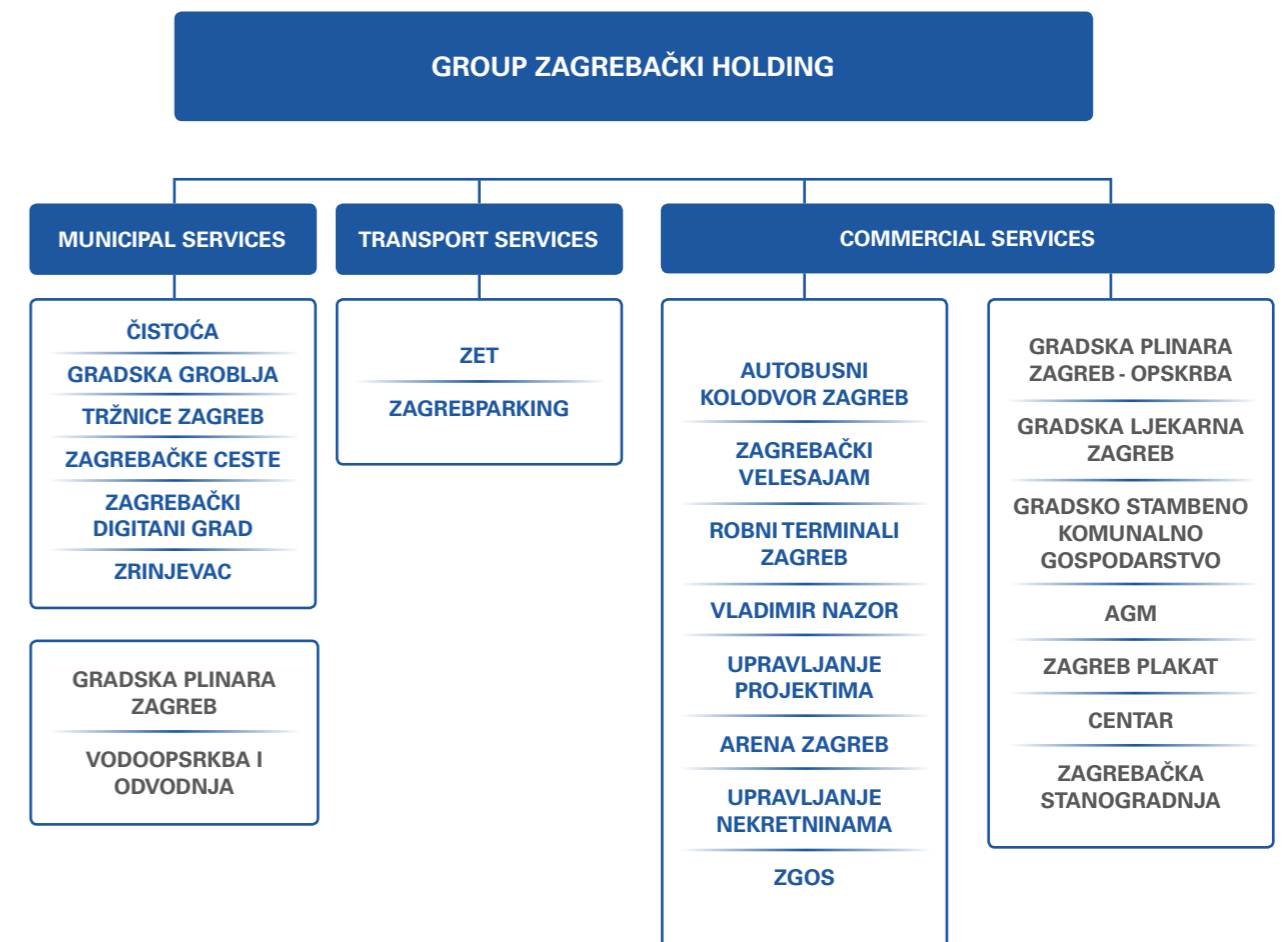 GROUP ZAGREBAČKI HOLDING
MUNICIPAL SERVICES
ČISTOĆA
GRADSKA GROBLJA
TRŽNICE ZAGREB
ZAGREBAČKE CESTE
ZAGREBAČKI
DIGITANI GRAD
ZRINJEVAC
GRADSKA PLINARA
ZAGREB
VODOOPSRKBA I
ODVODNJA
TRANSPORT SERVICES
ZET
ZAGREBPARKING
COMMERCIAL SERVICES
AUTOBUSNI
KOLODVOR ZAGREB
ZAGREBAČKI
VELESAJAM
ROBNI TERMINALI
ZAGREB
VLADIMIR NAZOR
UPRAVLJANJE
PROJEKTIMA
ARENA ZAGREB
UPRAVLJANJE
NEKRETNINAMA
ZGOS
GRADSKA PLINARA
ZAGREB - OPSKRBA
GRADSKA LJEKARNA
ZAGREB
GRADSKO STAMBENO
KOMUNALNO
GOSPODARSTVO
AGM
ZAGREB PLAKAT
CENTAR
ZAGREBAČKA
STANOGRADNJA